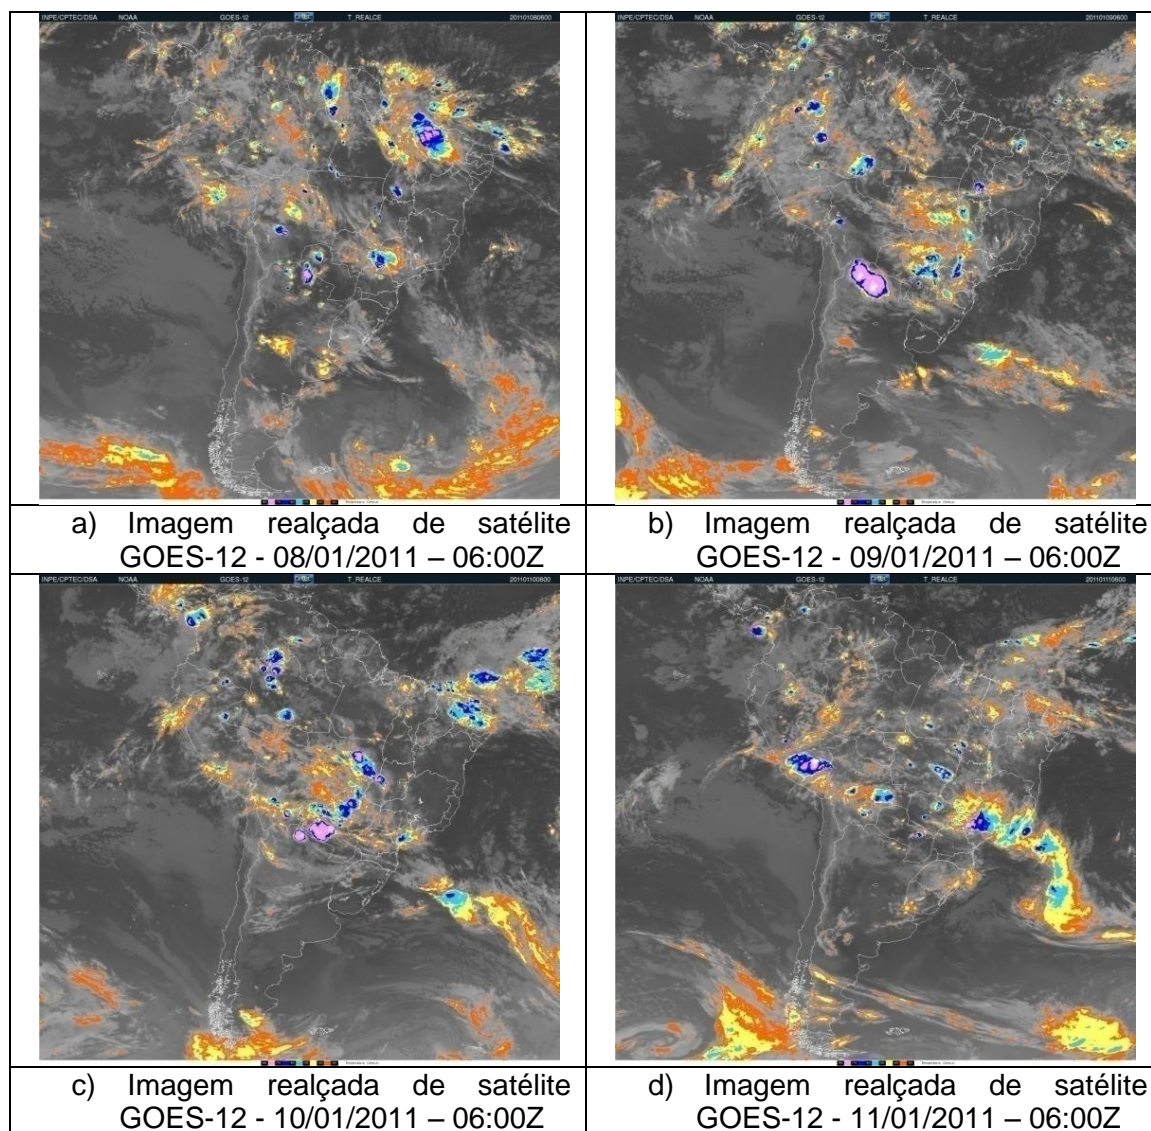 INPE/CPTEC/DSA NOAA GOES-12 CPTEC T_REALCE 201101080600
INPE/CPTEC/DSA NOAA GOES-12 CPTEC T_REALCE 201101090600
a) Imagem realçada de satélite
GOES-12 - 08/01/2011 – 06:00Z
b) Imagem realçada de satélite
GOES-12 - 09/01/2011 – 06:00Z
INPE/CPTEC/DSA NOAA GOES-12 CPTEC T_REALCE 201101100600
INPE/CPTEC/DSA NOAA GOES-12 CPTEC T_REALCE 201101110600
c) Imagem realçada de satélite
GOES-12 - 10/01/2011 – 06:00Z
d) Imagem realçada de satélite
GOES-12 - 11/01/2011 – 06:00Z